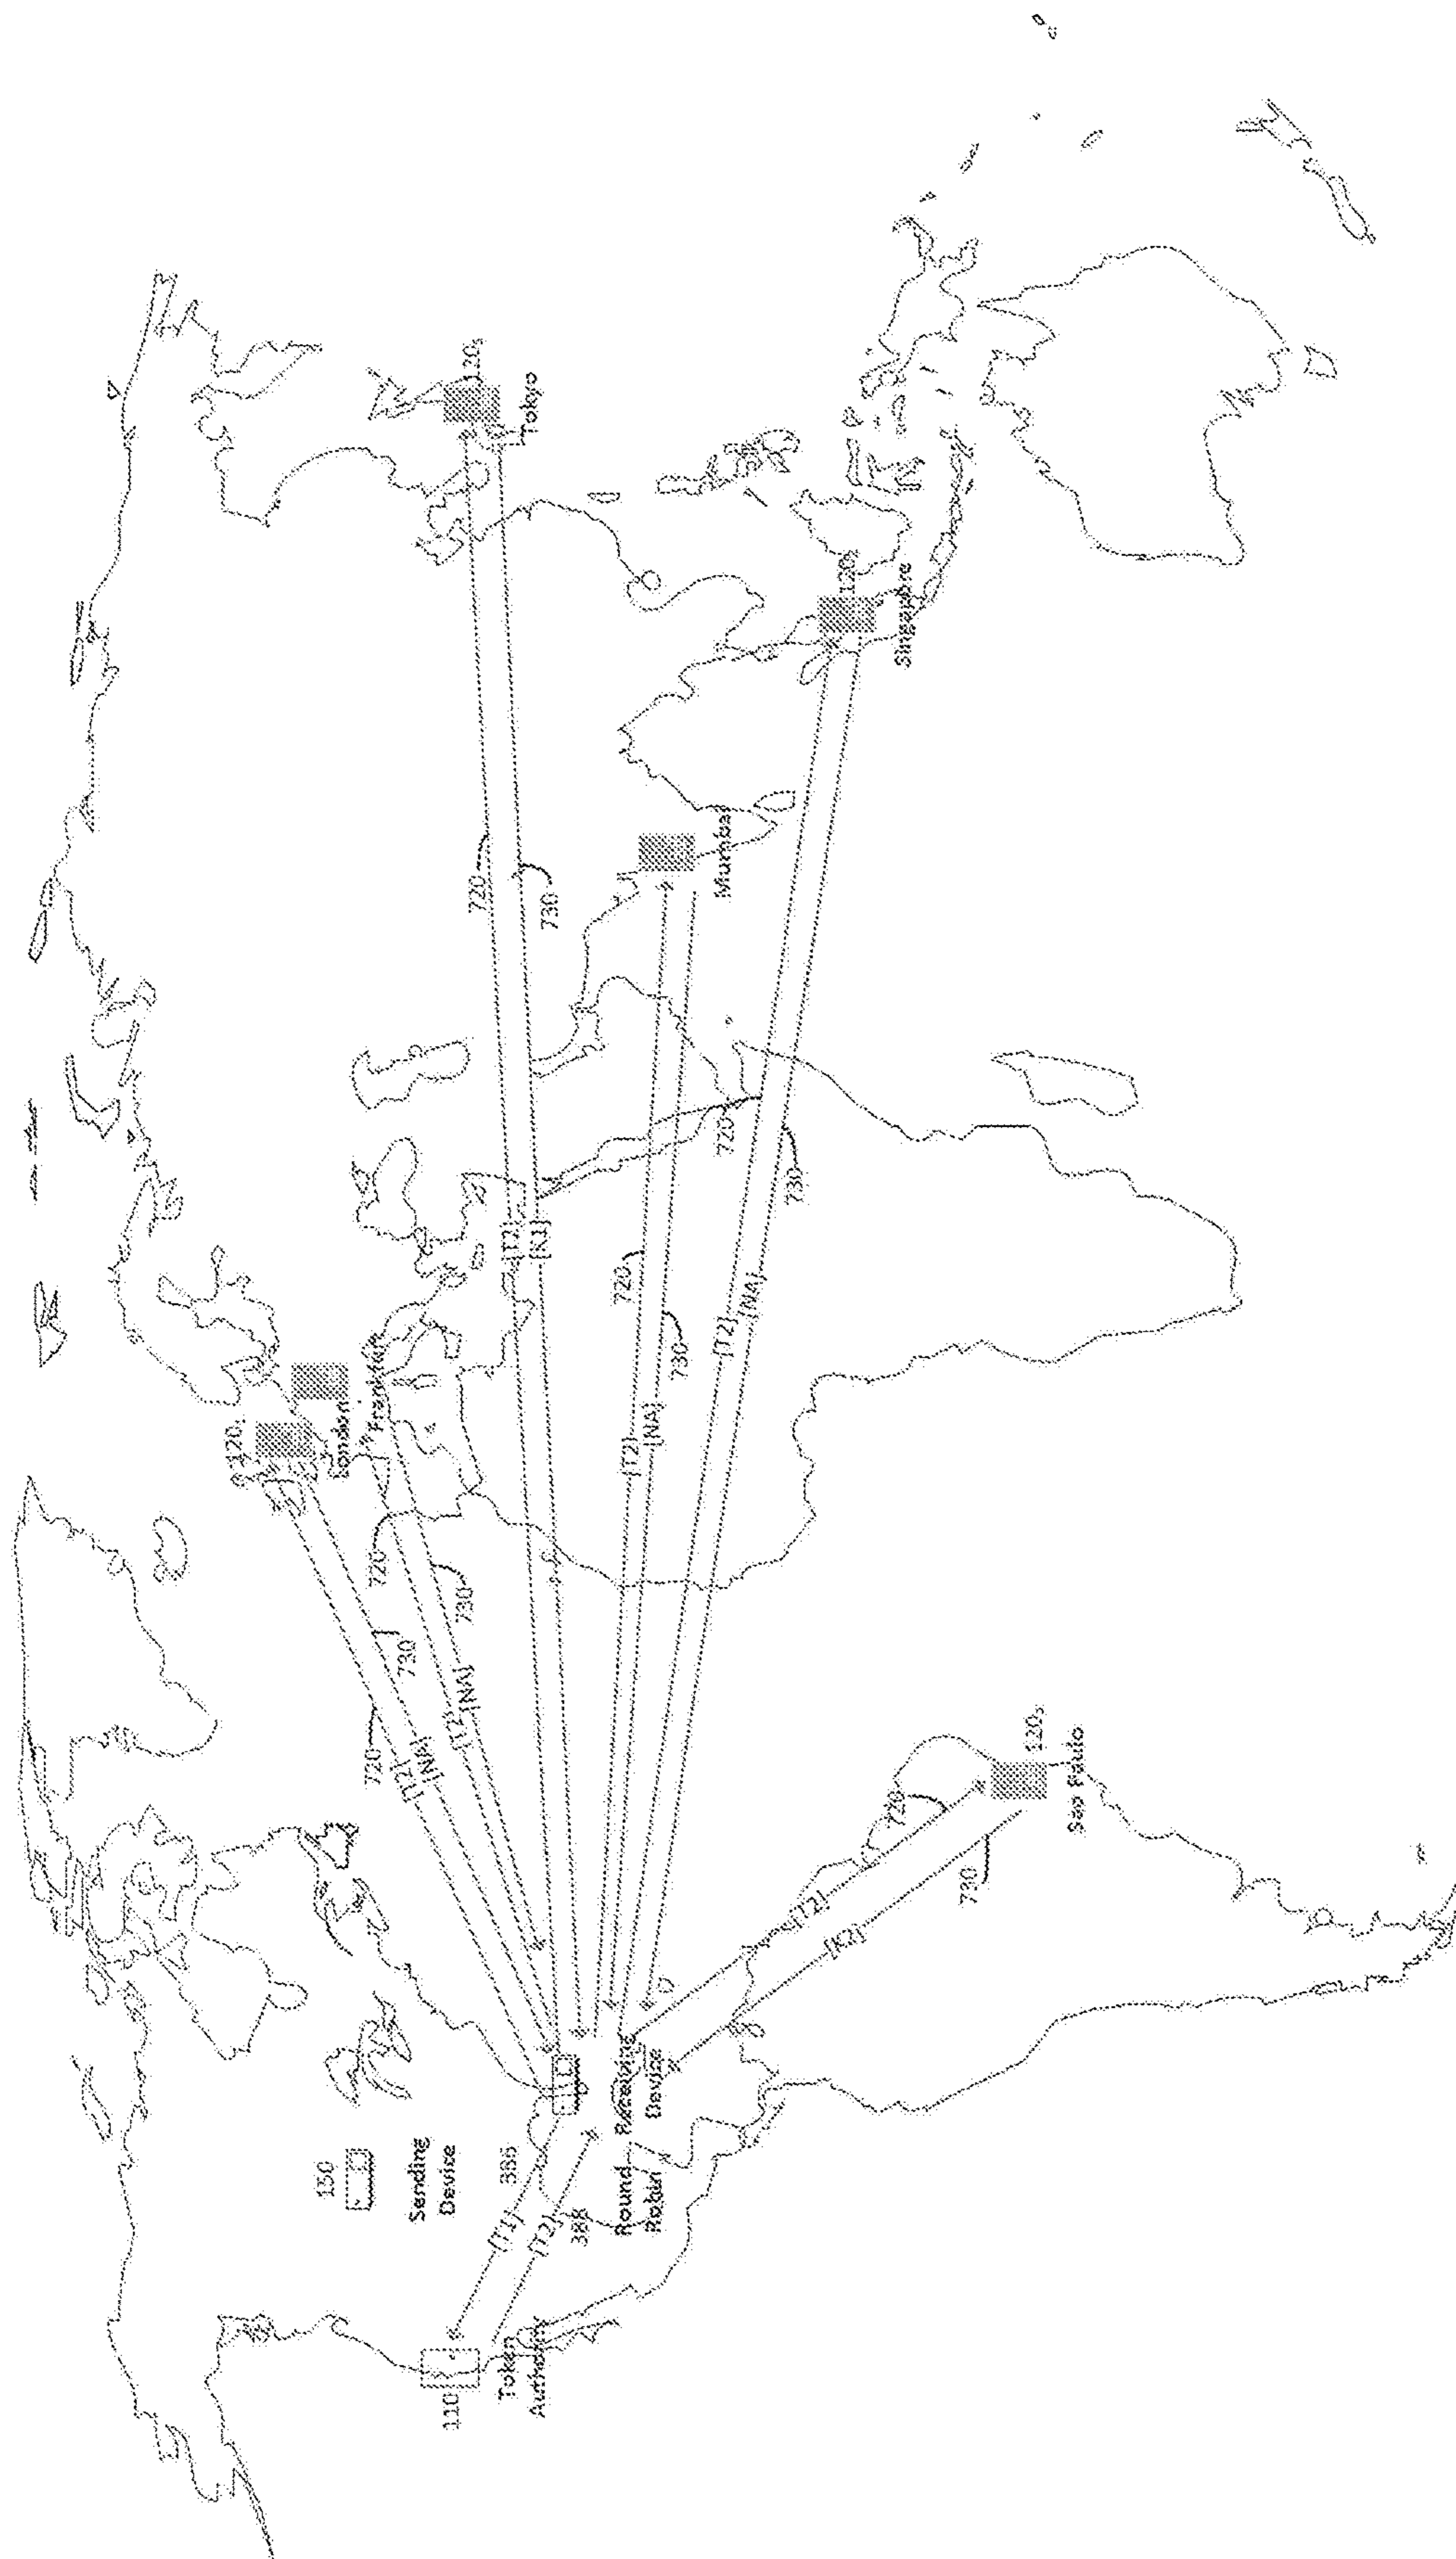 110
Token
Authority
150
Sending
Device
[T1]
[T2]
388
Round
Robin
Receiving
Device
720
730
[T2]
[NA]
120
London
720
730
[T2]
[NA]
Frankfurt
720
730
[T2]
[K1]
120
Tokyo
720
730
[T2]
[NA]
Mumbai
720
730
[T2]
[NA]
120
Singapore
720
730
[T2]
[K2]
120
Sao Paulo